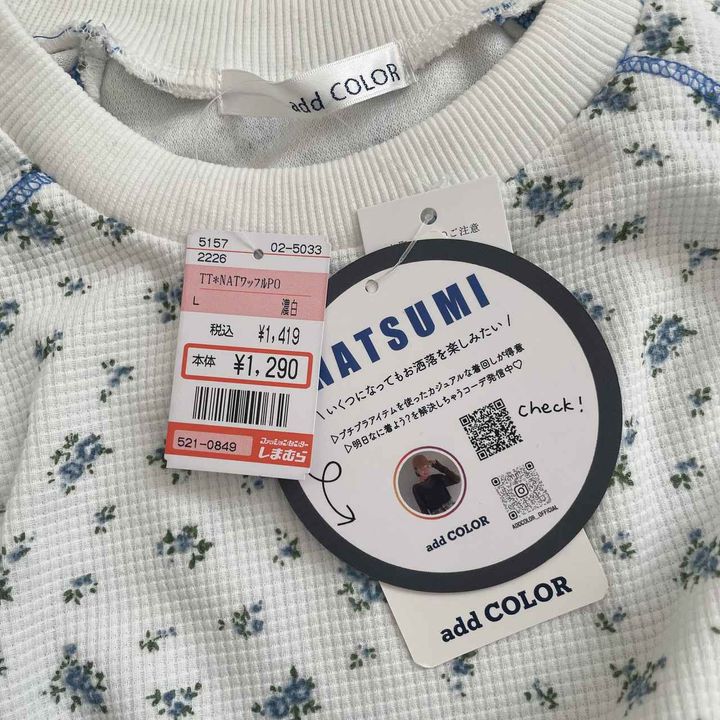 add COLOR
5157 02-5033
2226
TT*NATワッフルPO
L 濃白
税込 ¥1,419
本体 ¥1,290
521-0849
ファッションセンター
しまむら
ご注意
NATSUMI
\ いくつになってもお洒落を楽しみたい /
▷プチプラアイテムを使ったカジュアルな着回しが得意
▷明日なに着よう?を解決しちゃうコーデ発信中♡
Check!
ADDCOLOR_OFFICIAL
add COLOR
add COLOR